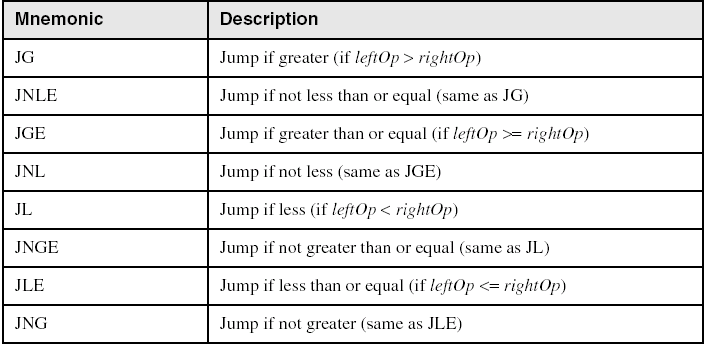 Mnemonic Description
JG Jump if greater (if leftOp > rightOp)
JNLE Jump if not less than or equal (same as JG)
JGE Jump if greater than or equal (if leftOp >= rightOp)
JNL Jump if not less (same as JGE)
JL Jump if less (if leftOp < rightOp)
JNGE Jump if not greater than or equal (same as JL)
JLE Jump if less than or equal (if leftOp <= rightOp)
JNG Jump if not greater (same as JLE)